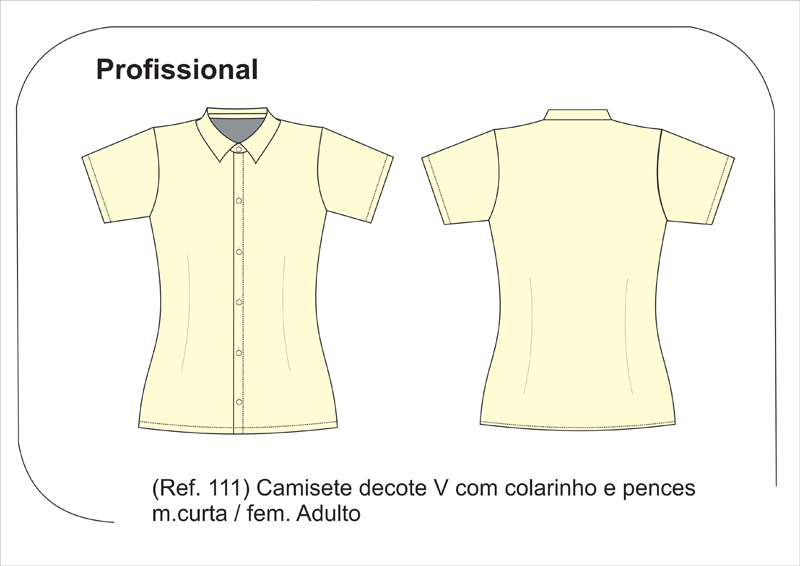 Profissional
(Ref. 111) Camisete decote V com colarinho e pences
m.curta / fem. Adulto